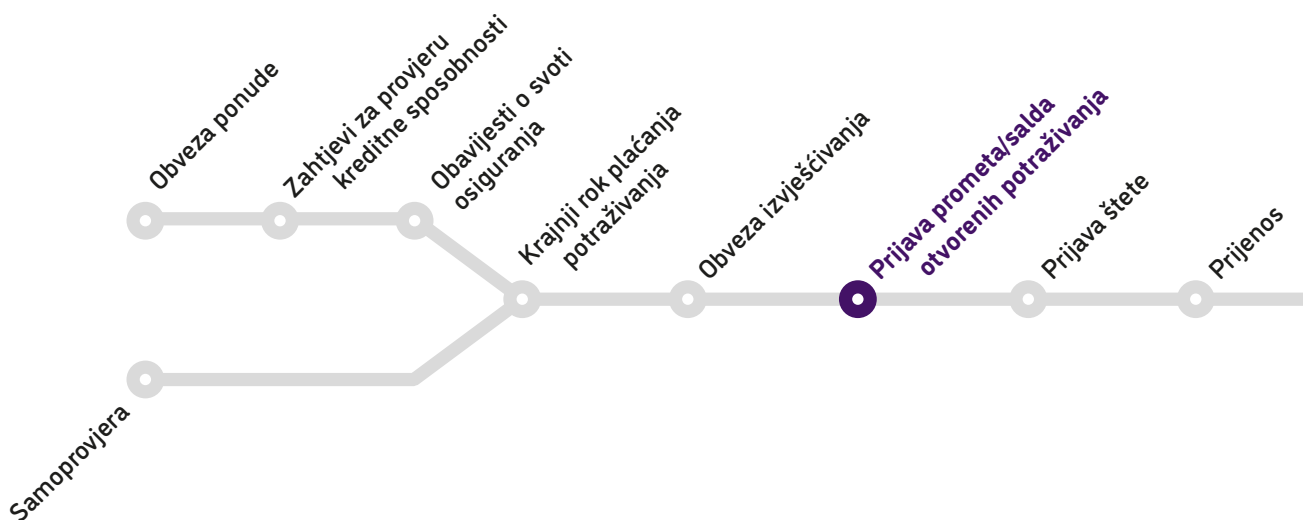 Obveza ponude
Zahtjevi za provjeru
kreditne sposobnosti
Obavijesti o svoti
osiguranja
Krajnji rok plaćanja
potraživanja
Obveza izvješćivanja
Prijava prometa/salda
otvorenih potraživanja
Prijava štete
Prijenos
Samoprovjera